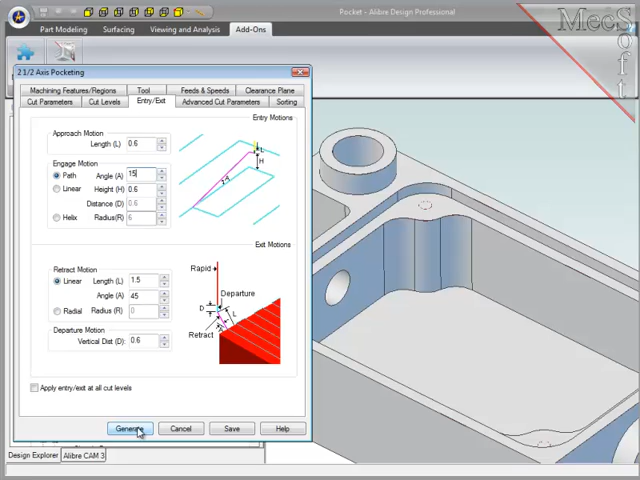 Pocket - Alibre Design Professional
Part Modeling Surfacing Viewing and Analysis Add-Ons
MecSoft
2 1/2 Axis Pocketing
Machining Features/Regions Tool Feeds & Speeds Clearance Plane
Cut Parameters Cut Levels Entry/Exit Advanced Cut Parameters Sorting
Entry Motions
Approach Motion
Length (L) 0.6
L
H
A
Engage Motion
Path Angle (A) 15
Linear Height (H) 0.6
Distance (D) 0.6
Helix Radius(R) 6
Exit Motions
Retract Motion
Linear Length (L) 1.5
Angle (A) 45
Radial Radius (R) 0
Rapid
Departure
D
L
Retract
Departure Motion
Vertical Dist (D): 0.6
Apply entry/exit at all cut levels
Generate Cancel Save Help
Design Explorer Alibre CAM 3